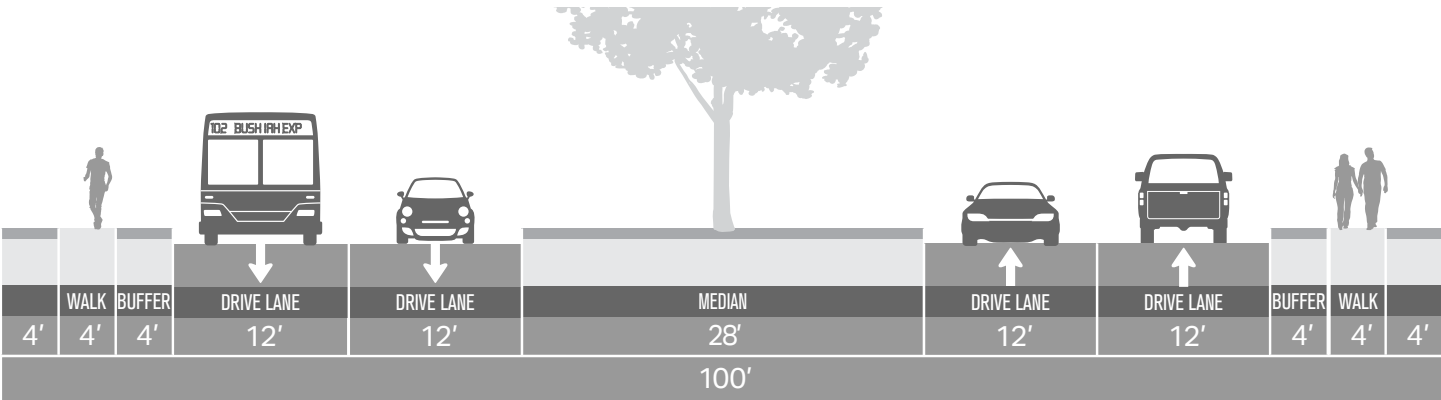 102 BUSH IAH EXP
WALK BUFFER DRIVE LANE DRIVE LANE MEDIAN DRIVE LANE DRIVE LANE BUFFER WALK
4' 4' 4' 12' 12' 28' 12' 12' 4' 4' 4'
100'